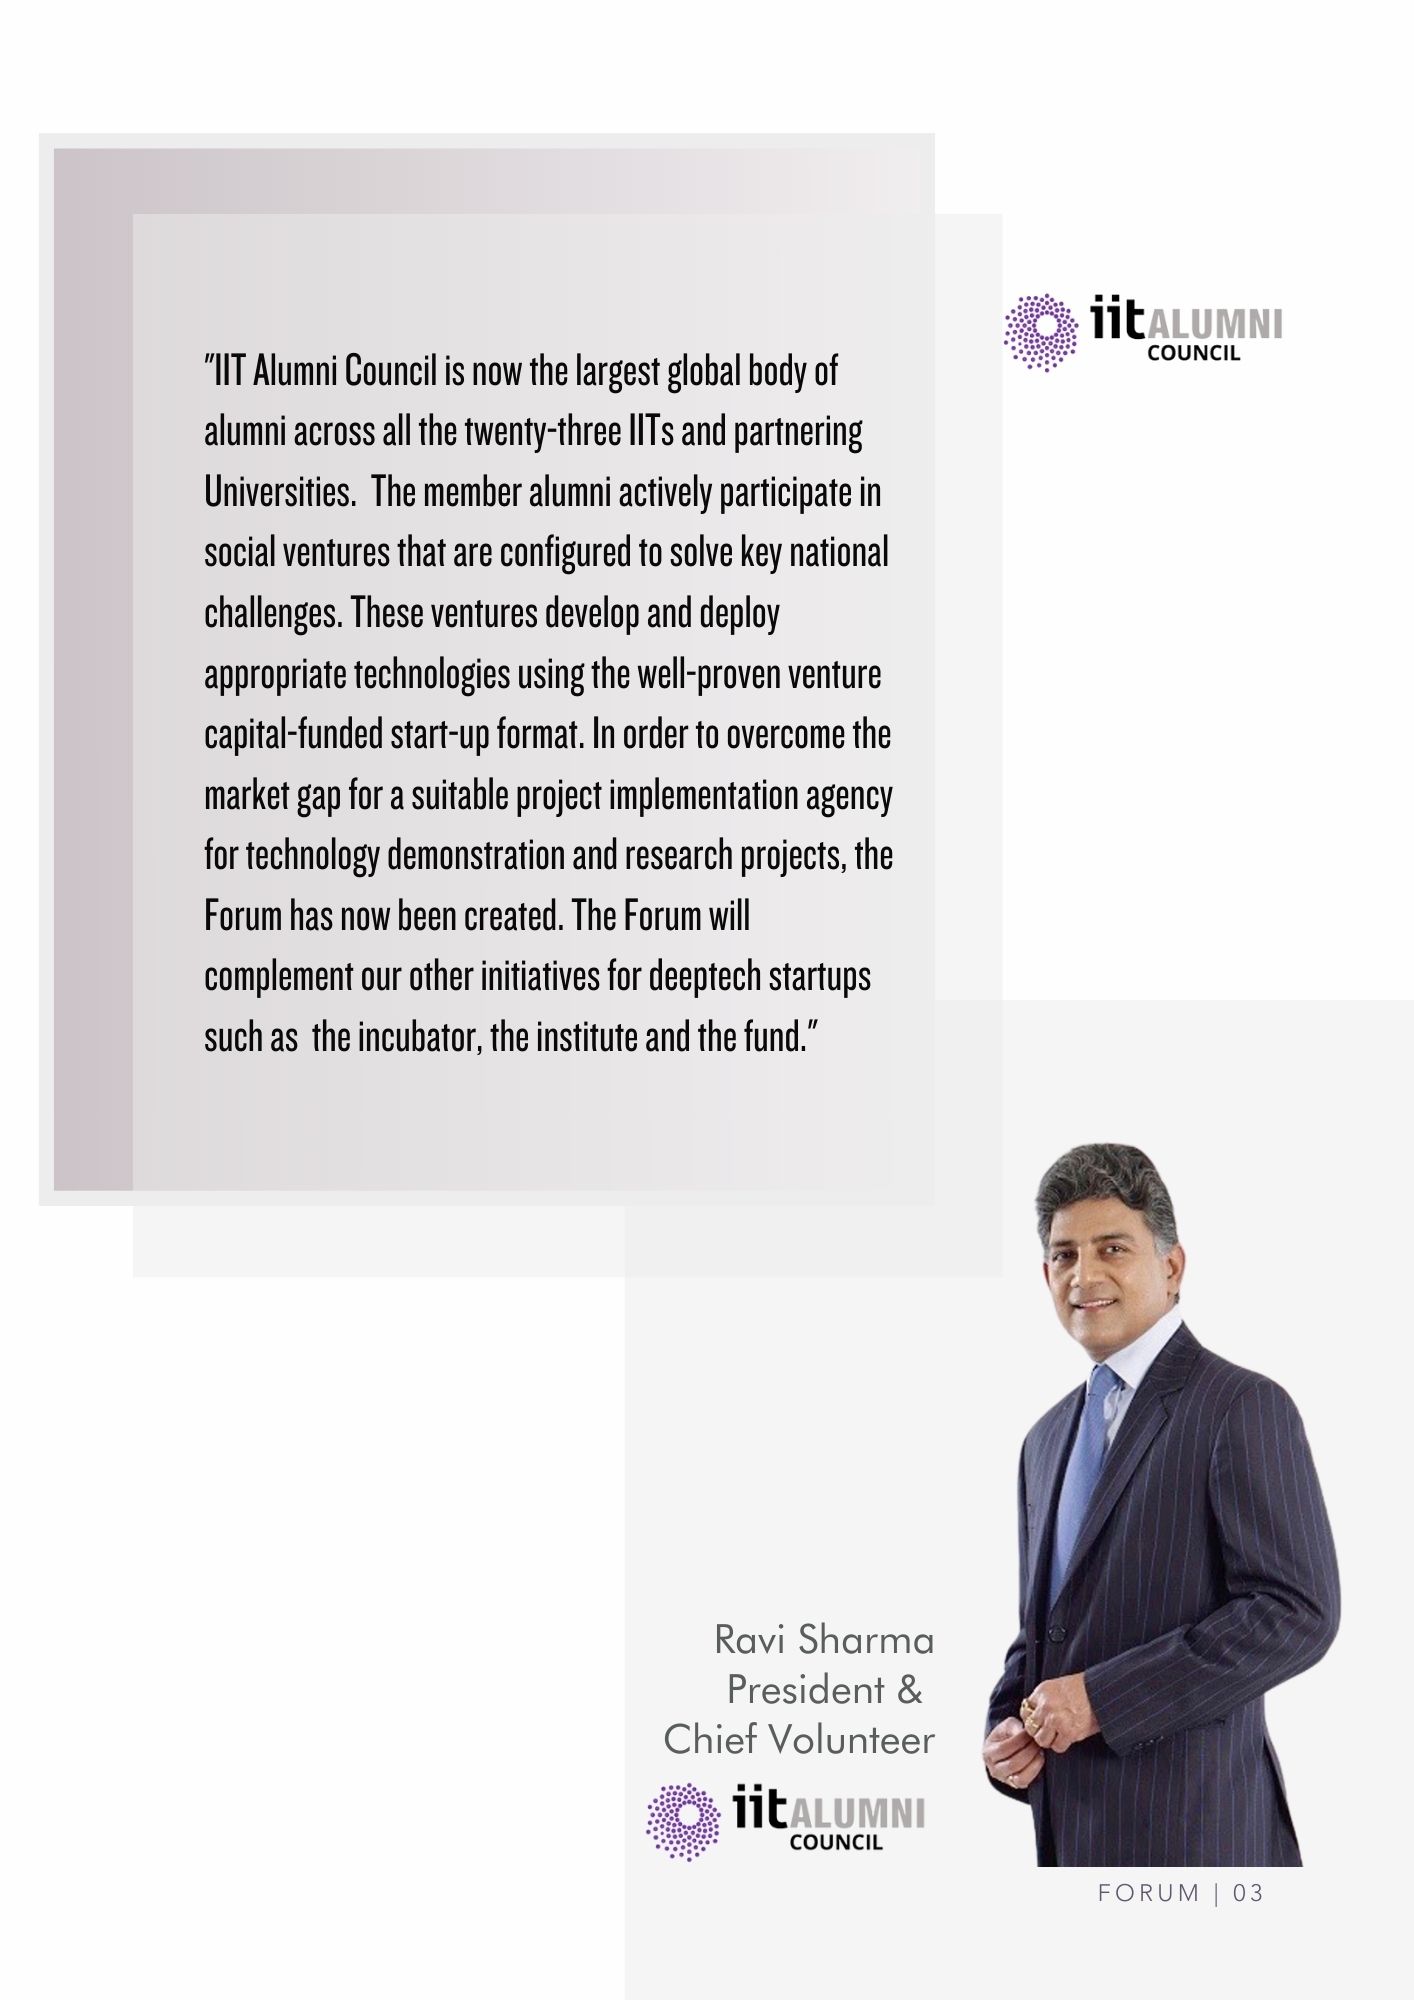 iit ALUMNI
COUNCIL
"IIT Alumni Council is now the largest global body of
alumni across all the twenty-three IITs and partnering
Universities.  The member alumni actively participate in
social ventures that are configured to solve key national
challenges. These ventures develop and deploy
appropriate technologies using the well-proven venture
capital-funded start-up format. In order to overcome the
market gap for a suitable project implementation agency
for technology demonstration and research projects, the
Forum has now been created. The Forum will
complement our other initiatives for deeptech startups
such as  the incubator, the institute and the fund."
Ravi Sharma
President &
Chief Volunteer
iit ALUMNI
COUNCIL
FORUM | 03